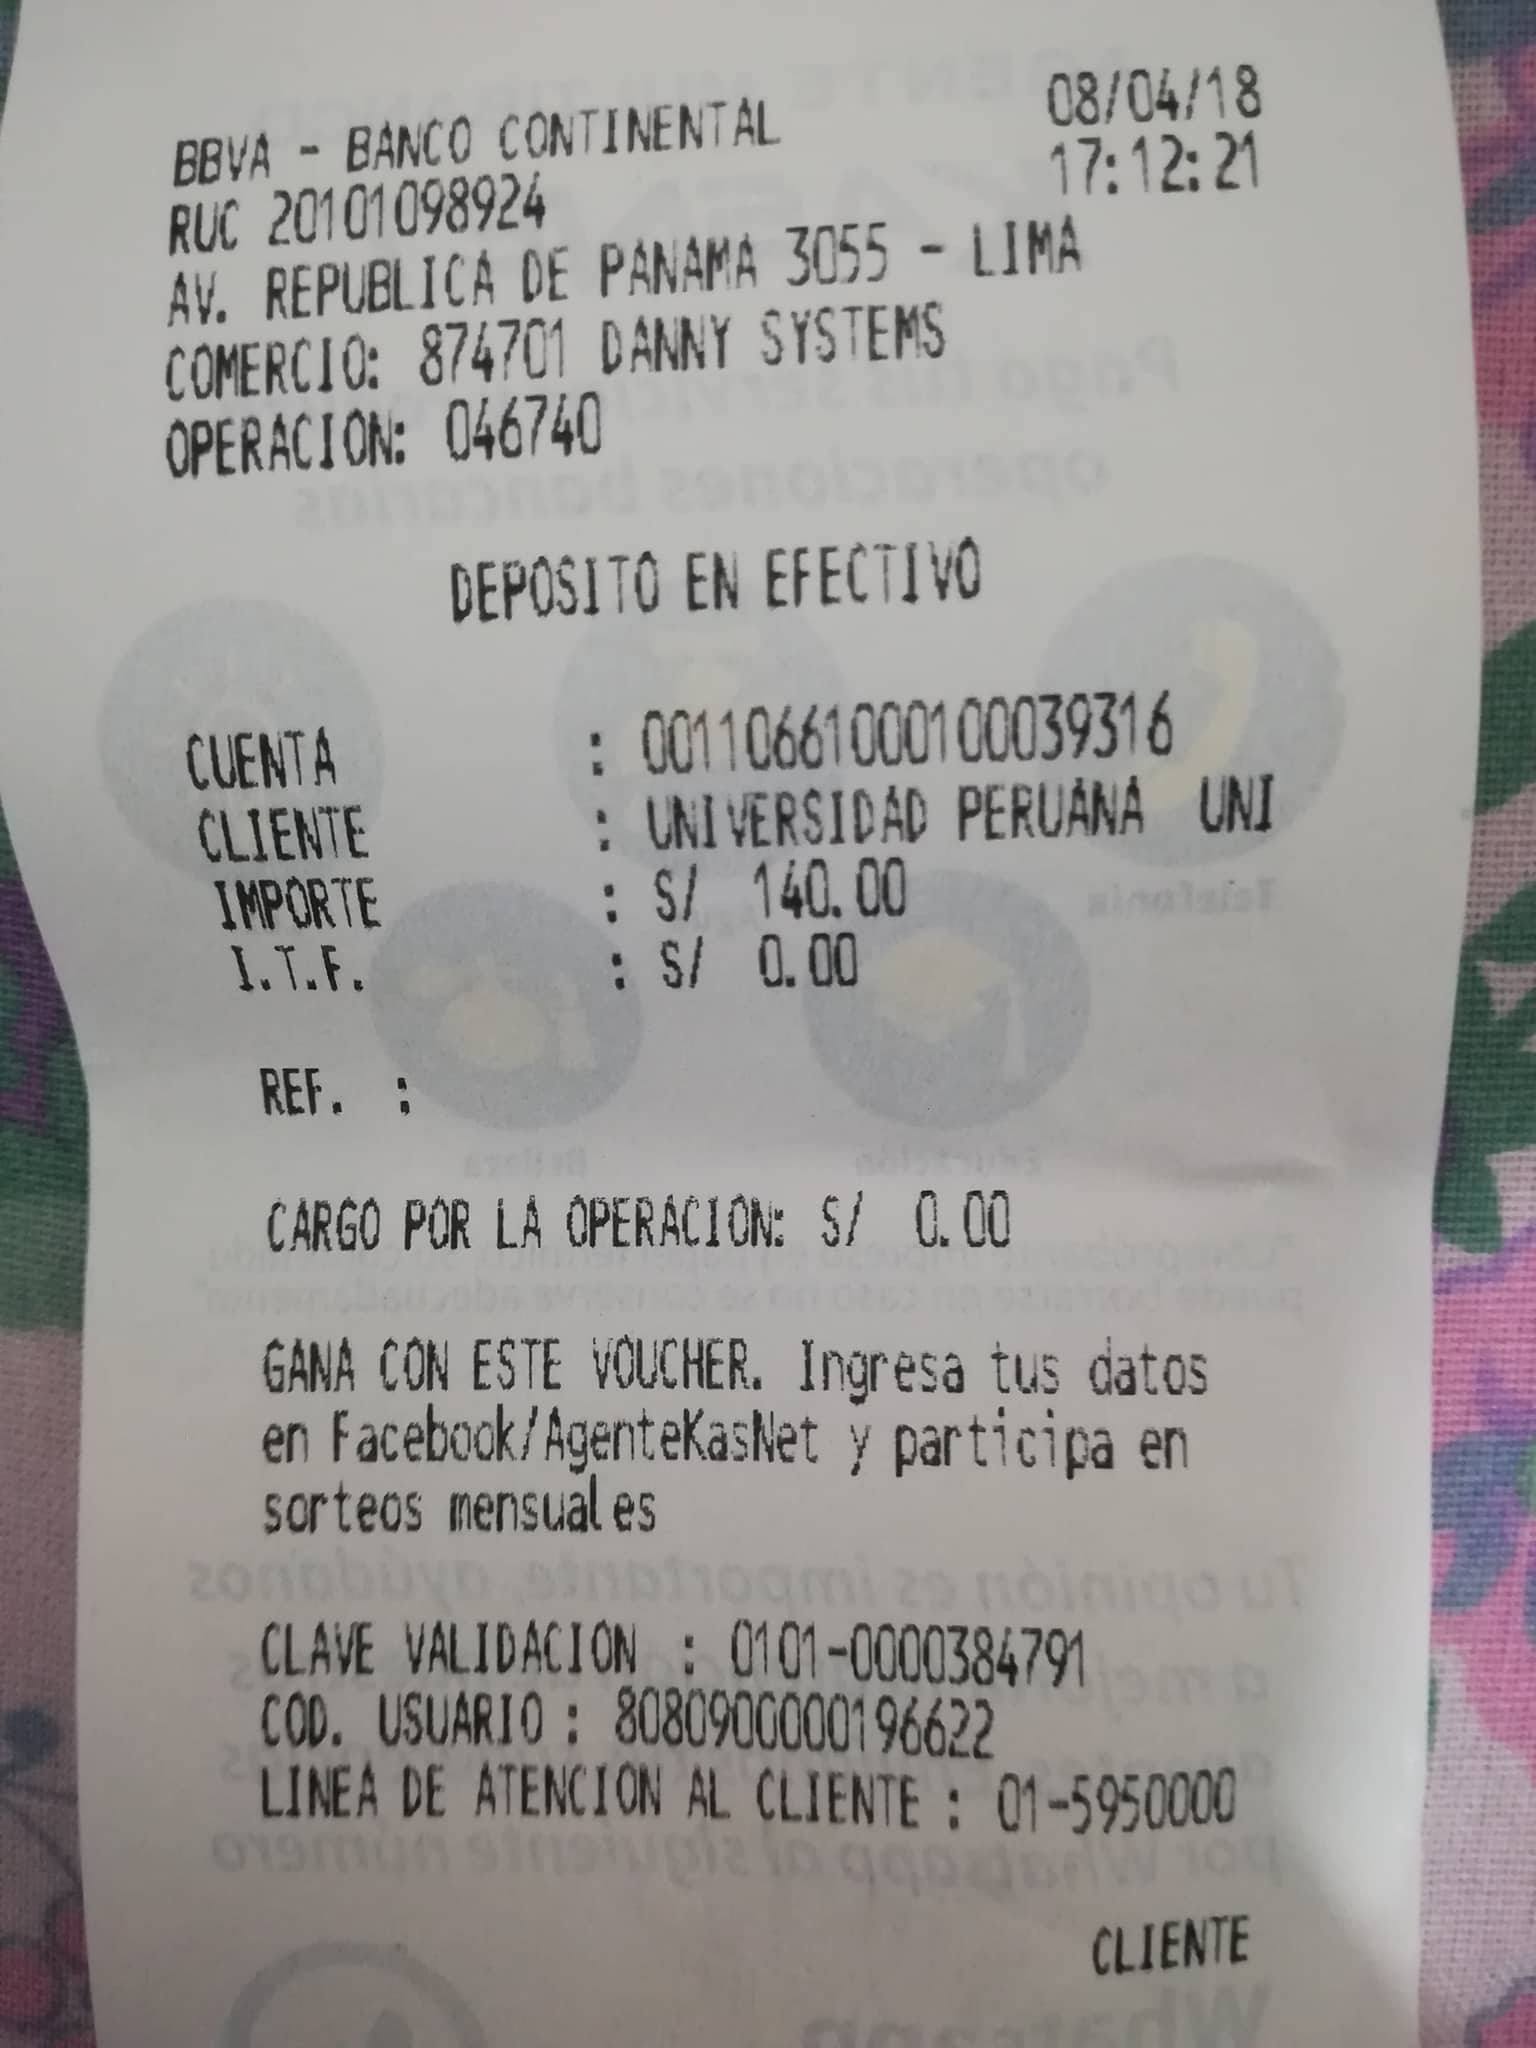 BBVA - BANCO CONTINENTAL 08/04/18
RUC 20101098924 17:12:21
AV. REPUBLICA DE PANAMA 3055 - LIMA
COMERCIO: 874701 DANNY SYSTEMS
OPERACION: 046740
DEPOSITO EN EFECTIVO
CUENTA : 00110661000100039316
CLIENTE : UNIVERSIDAD PERUANA UNI
IMPORTE : S/ 140.00
I.T.F. : S/ 0.00
REF. :
CARGO POR LA OPERACION: S/ 0.00
GANA CON ESTE VOUCHER. Ingresa tus datos
en Facebook/AgenteKasNet y participa en
sorteos mensuales
CLAVE VALIDACION : 0101-0000384791
COD. USUARIO : 8080900000196622
LINEA DE ATENCION AL CLIENTE : 01-5950000
CLIENTE